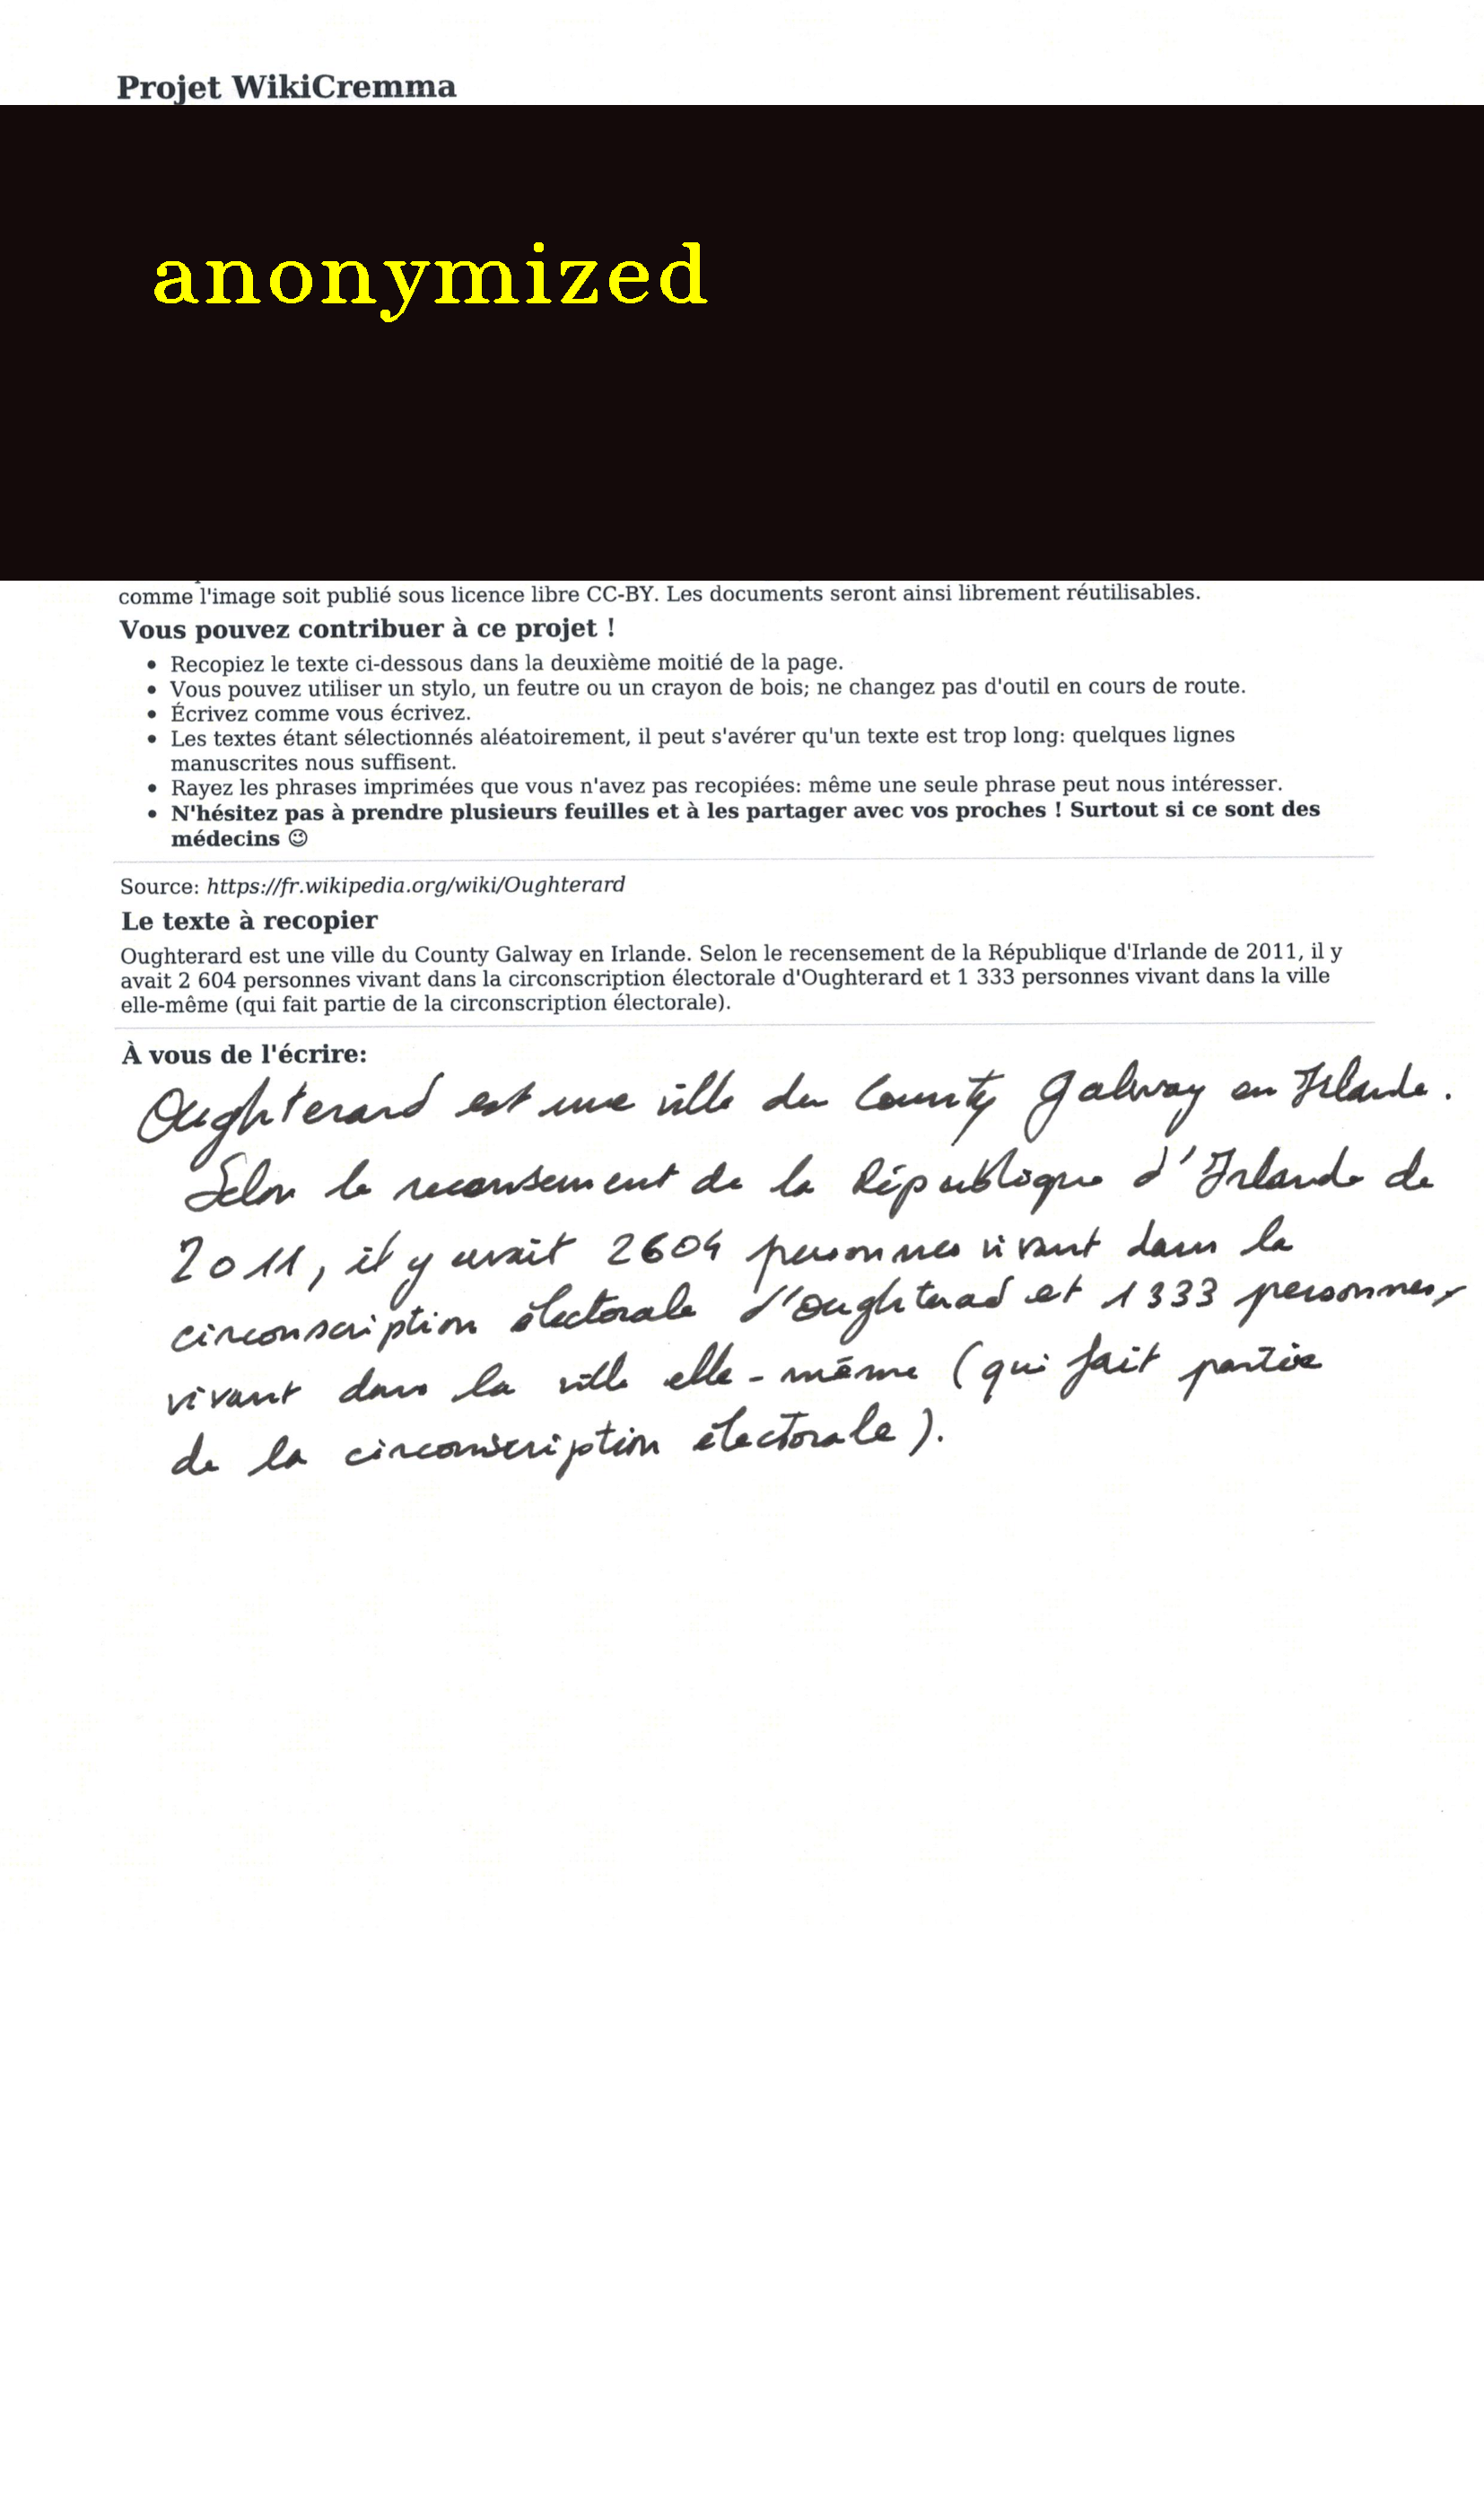 Projet WikiCremma
anonymized
comme l'image soit publié sous licence libre CC-BY. Les documents seront ainsi librement réutilisables.
Vous pouvez contribuer à ce projet !
• Recopiez le texte ci-dessous dans la deuxième moitié de la page.
• Vous pouvez utiliser un stylo, un feutre ou un crayon de bois; ne changez pas d'outil en cours de route.
• Écrivez comme vous écrivez.
• Les textes étant sélectionnés aléatoirement, il peut s'avérer qu'un texte est trop long: quelques lignes
manuscrites nous suffisent.
• Rayez les phrases imprimées que vous n'avez pas recopiées: même une seule phrase peut nous intéresser.
• N'hésitez pas à prendre plusieurs feuilles et à les partager avec vos proches ! Surtout si ce sont des
médecins 😉
Source: https://fr.wikipedia.org/wiki/Oughterard
Le texte à recopier
Oughterard est une ville du County Galway en Irlande. Selon le recensement de la République d'Irlande de 2011, il y
avait 2 604 personnes vivant dans la circonscription électorale d'Oughterard et 1 333 personnes vivant dans la ville
elle-même (qui fait partie de la circonscription électorale).
À vous de l'écrire:
Oughterard est une ville du County Galway en Irlande.
Selon le recensement de la République d'Irlande de
2011, il y avait 2604 personnes vivant dans la
circonscription électorale d'Oughterad et 1333 personnes
vivant dans la ville elle-même (qui fait partie
de la circonscription électorale).